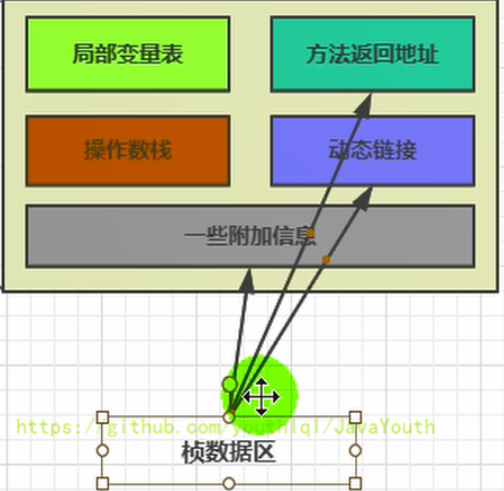 局部变量表
方法返回地址
操作数栈
动态链接
一些附加信息
https://github.com/youthlql/JavaYouth
桢数据区